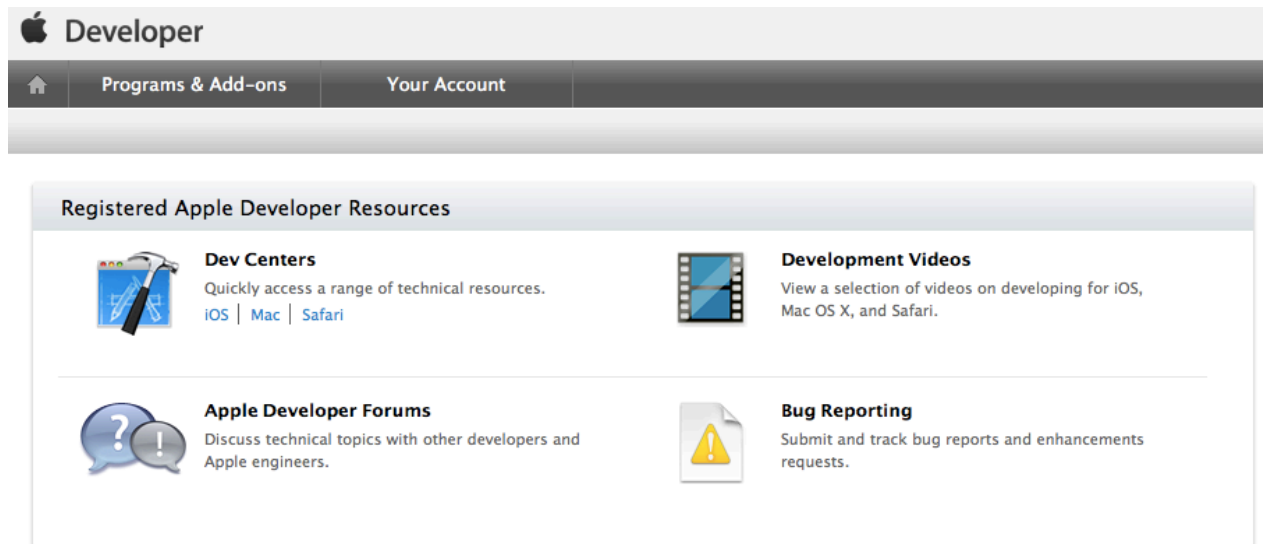 Developer
Programs & Add-ons
Your Account
Registered Apple Developer Resources
Dev Centers
Quickly access a range of technical resources.
iOS | Mac | Safari
Development Videos
View a selection of videos on developing for iOS,
Mac OS X, and Safari.
Apple Developer Forums
Discuss technical topics with other developers and
Apple engineers.
Bug Reporting
Submit and track bug reports and enhancements
requests.